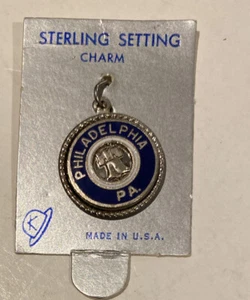 STERLING SETTING
CHARM
PHILADELPHIA
PA.
K
MADE IN U.S.A.